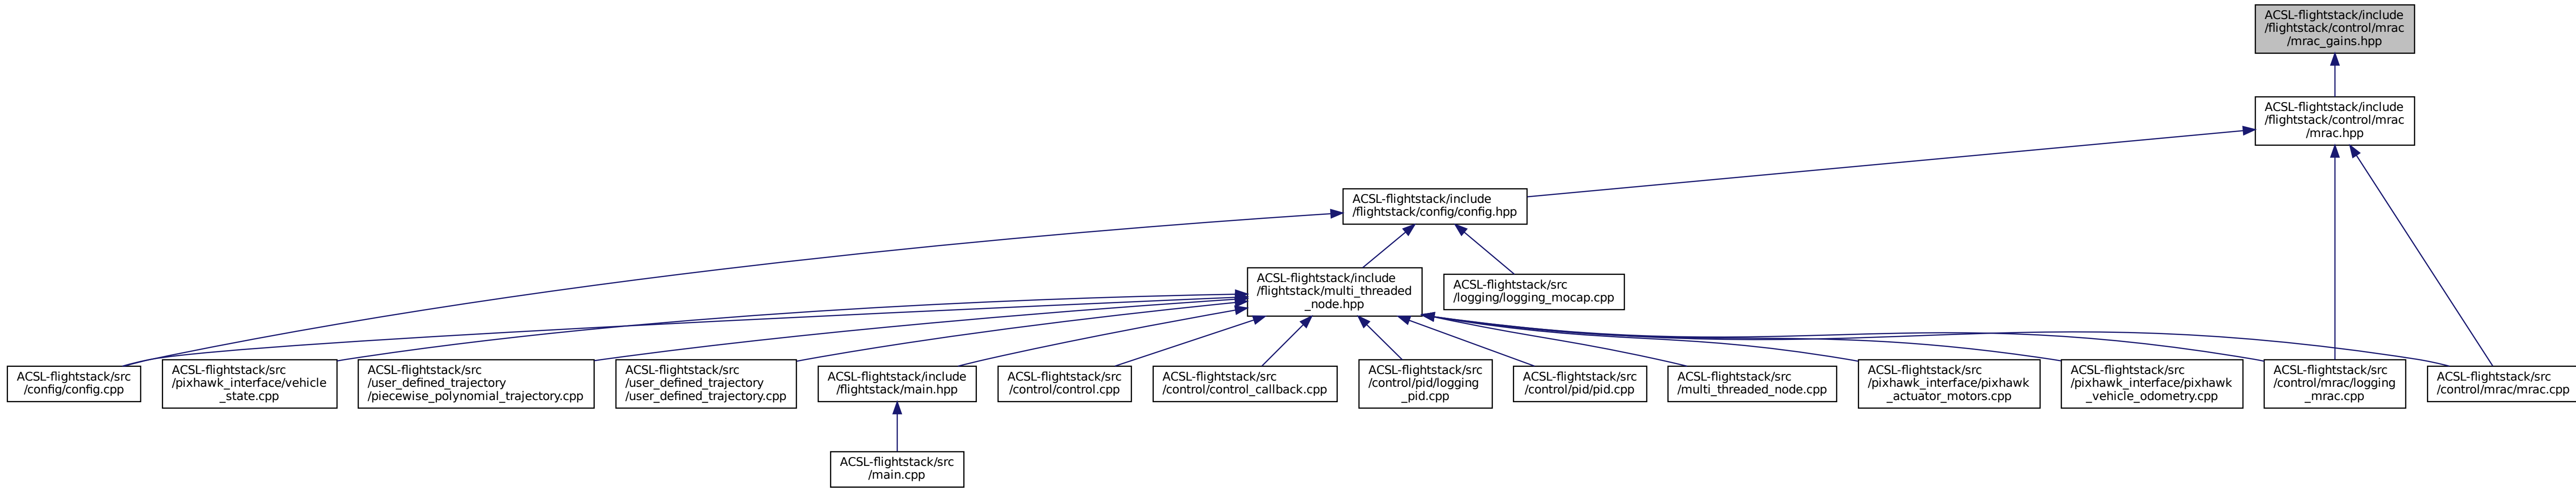 ACSL-flightstack/include
/flightstack/control/mrac
/mrac_gains.hpp
ACSL-flightstack/include
/flightstack/control/mrac
/mrac.hpp
ACSL-flightstack/include
/flightstack/config/config.hpp
ACSL-flightstack/include
/flightstack/multi_threaded
_node.hpp
ACSL-flightstack/src
/logging/logging_mocap.cpp
ACSL-flightstack/src
/config/config.cpp
ACSL-flightstack/src
/pixhawk_interface/vehicle
_state.cpp
ACSL-flightstack/src
/user_defined_trajectory
/piecewise_polynomial_trajectory.cpp
ACSL-flightstack/src
/user_defined_trajectory
/user_defined_trajectory.cpp
ACSL-flightstack/include
/flightstack/main.hpp
ACSL-flightstack/src
/control/control.cpp
ACSL-flightstack/src
/control/control_callback.cpp
ACSL-flightstack/src
/control/pid/logging
_pid.cpp
ACSL-flightstack/src
/control/pid/pid.cpp
ACSL-flightstack/src
/multi_threaded_node.cpp
ACSL-flightstack/src
/pixhawk_interface/pixhawk
_actuator_motors.cpp
ACSL-flightstack/src
/pixhawk_interface/pixhawk
_vehicle_odometry.cpp
ACSL-flightstack/src
/control/mrac/logging
_mrac.cpp
ACSL-flightstack/src
/control/mrac/mrac.cpp
ACSL-flightstack/src
/main.cpp